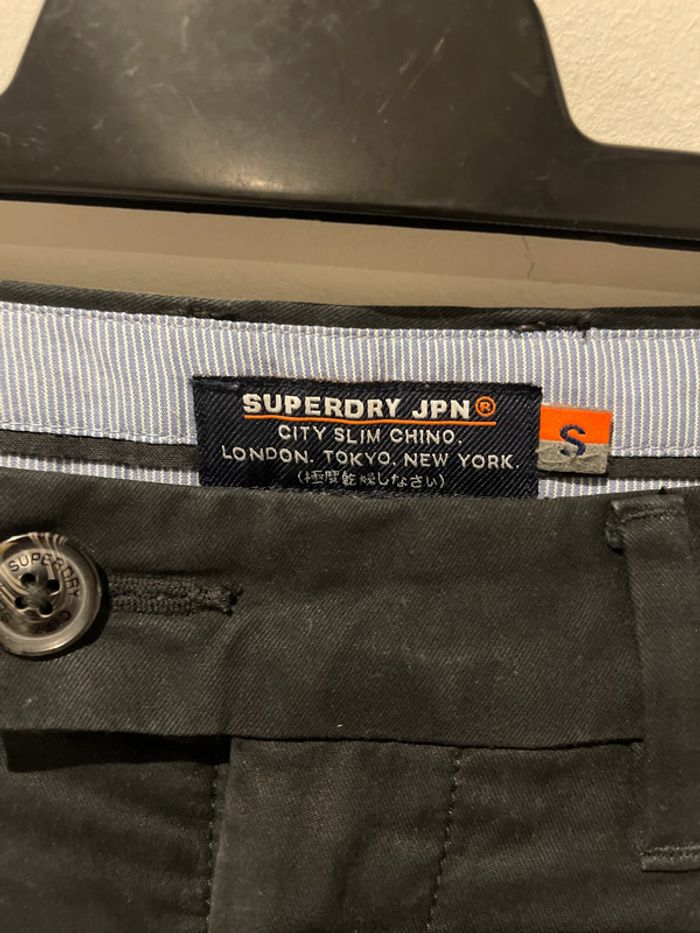 SUPERDRY JPN®
CITY SLIM CHINO.
LONDON. TOKYO. NEW YORK.
(極度乾燥しなさい)
S
SUPERDRY